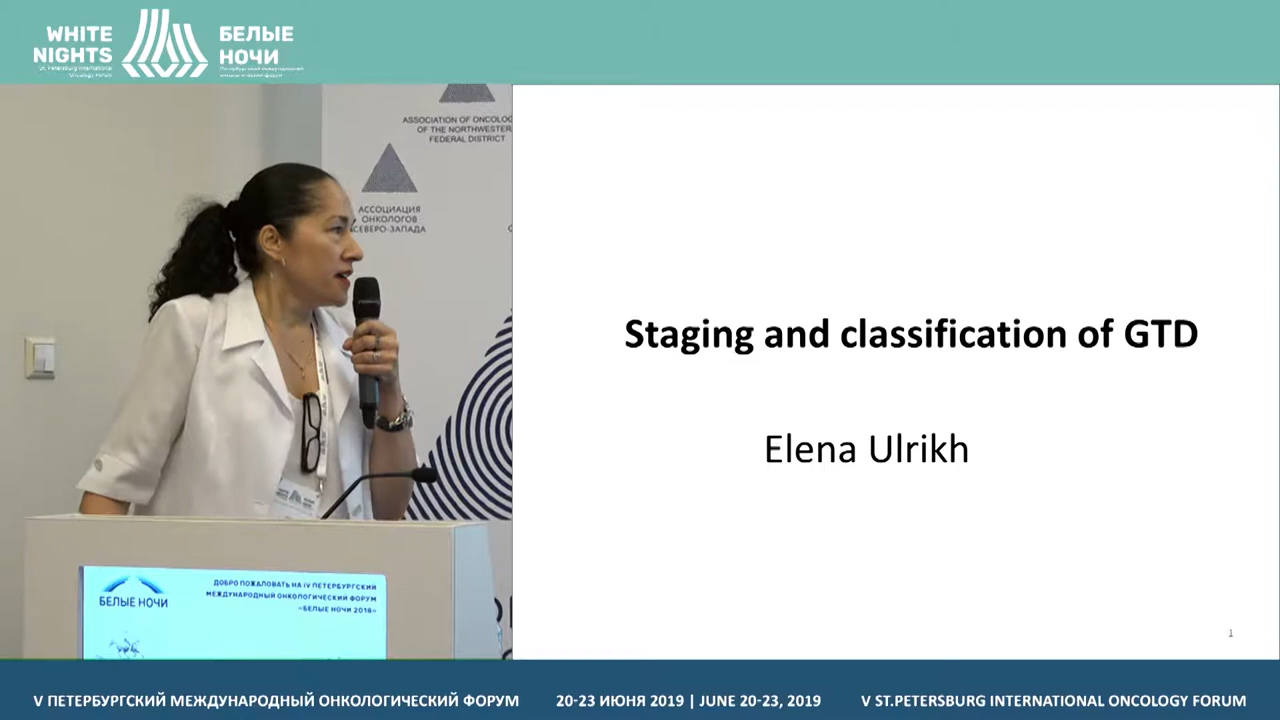 WHITE
NIGHTS
St. Petersburg International
Oncology Forum
БЕЛЫЕ
НОЧИ
Петербургский международный
онкологический форум
ASSOCIATION OF ONCOLOG
OF THE NORTHWESTER
FEDERAL DISTRICT
АССОЦИАЦИЯ
ОНКОЛОГОВ
СЕВЕРО-ЗАПАДА
Staging and classification of GTD
Elena Ulrikh
1
БЕЛЫЕ НОЧИ
ДОБРО ПОЖАЛОВАТЬ НА IV ПЕТЕРБУРГСКИЙ
МЕЖДУНАРОДНЫЙ ОНКОЛОГИЧЕСКИЙ ФОРУМ
«БЕЛЫЕ НОЧИ 2018»
V ПЕТЕРБУРГСКИЙ МЕЖДУНАРОДНЫЙ ОНКОЛОГИЧЕСКИЙ ФОРУМ
20-23 ИЮНЯ 2019 | JUNE 20-23, 2019
V ST.PETERSBURG INTERNATIONAL ONCOLOGY FORUM